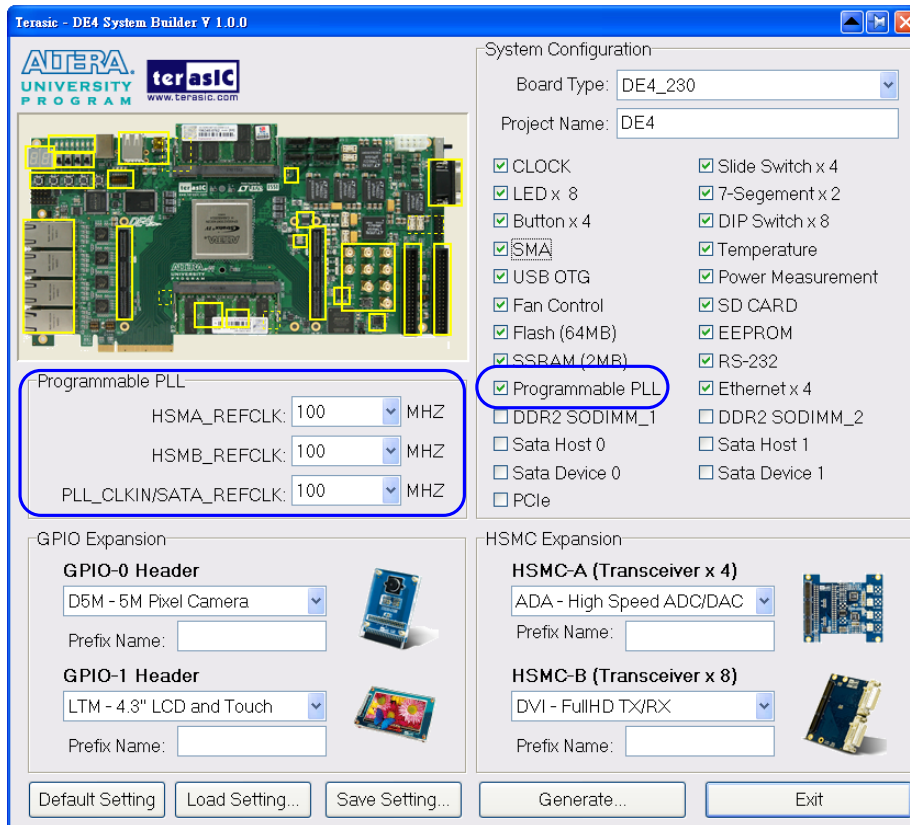 Terasic - DE4 System Builder V 1.0.0
ALTERA.
UNIVERSITY
PROGRAM
terasIC
www.terasic.com
System Configuration
Board Type: DE4_230
Project Name: DE4
CLOCK
Slide Switch x 4
LED x 8
7-Segement x 2
Button x 4
DIP Switch x 8
SMA
Temperature
USB OTG
Power Measurement
Fan Control
SD CARD
Flash (64MB)
EEPROM
SSRAM (2MB)
RS-232
Programmable PLL
Ethernet x 4
DDR2 SODIMM_1
DDR2 SODIMM_2
Sata Host 0
Sata Host 1
Sata Device 0
Sata Device 1
PCIe
Programmable PLL
HSMA_REFCLK: 100 MHZ
HSMB_REFCLK: 100 MHZ
PLL_CLKIN/SATA_REFCLK: 100 MHZ
GPIO Expansion
GPIO-0 Header
D5M - 5M Pixel Camera
Prefix Name:
GPIO-1 Header
LTM - 4.3" LCD and Touch
Prefix Name:
HSMC Expansion
HSMC-A (Transceiver x 4)
ADA - High Speed ADC/DAC
Prefix Name:
HSMC-B (Transceiver x 8)
DVI - FullHD TX/RX
Prefix Name:
Default Setting
Load Setting...
Save Setting...
Generate...
Exit